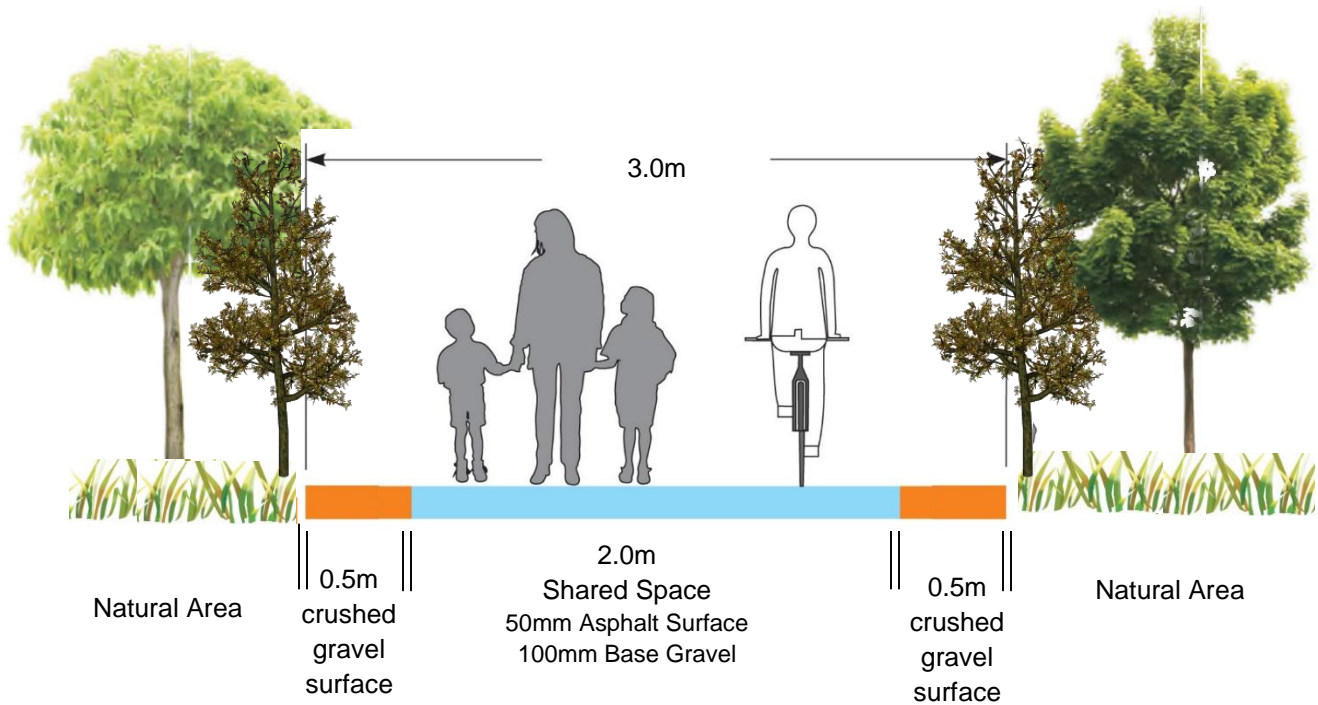 3.0m
Natural Area
0.5m
crushed
gravel
surface
2.0m
Shared Space
50mm Asphalt Surface
100mm Base Gravel
0.5m
crushed
gravel
surface
Natural Area